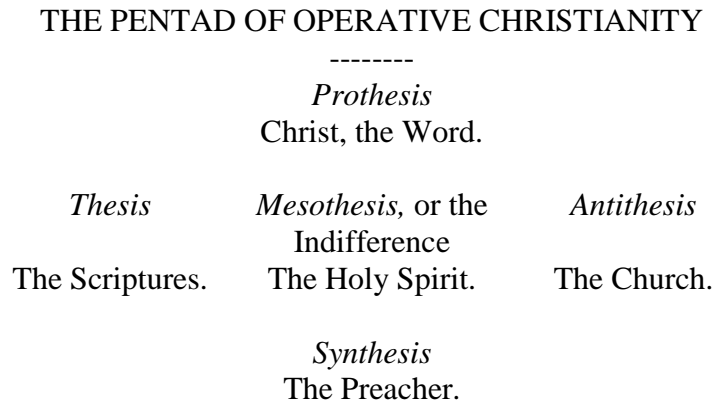 THE PENTAD OF OPERATIVE CHRISTIANITY
--------
Prothesis
Christ, the Word.
Thesis Mesothesis, or the Antithesis
Indifference
The Scriptures. The Holy Spirit. The Church.
Synthesis
The Preacher.